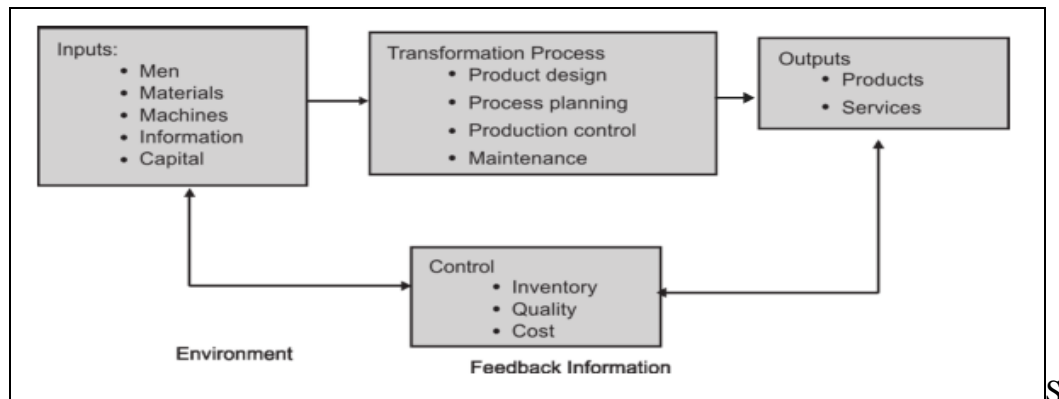 Inputs:
• Men
• Materials
• Machines
• Information
• Capital
Transformation Process
• Product design
• Process planning
• Production control
• Maintenance
Outputs
• Products
• Services
Control
• Inventory
• Quality
• Cost
Environment
Feedback Information
S